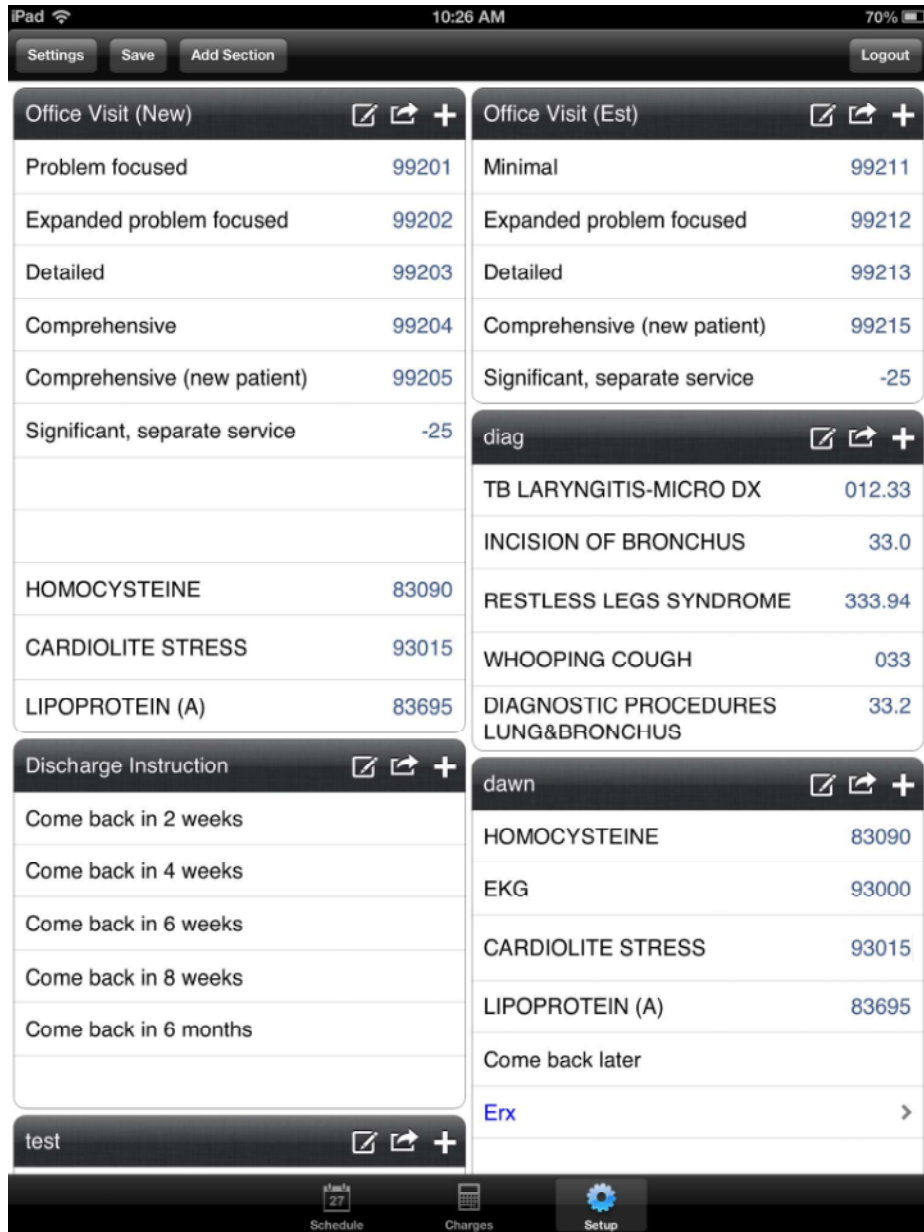 iPad 10:26 AM 70%
Settings Save Add Section Logout
Office Visit (New)
Problem focused 99201
Expanded problem focused 99202
Detailed 99203
Comprehensive 99204
Comprehensive (new patient) 99205
Significant, separate service -25
HOMOCYSTEINE 83090
CARDIOLITE STRESS 93015
LIPOPROTEIN (A) 83695
Discharge Instruction
Come back in 2 weeks
Come back in 4 weeks
Come back in 6 weeks
Come back in 8 weeks
Come back in 6 months
test
Office Visit (Est)
Minimal 99211
Expanded problem focused 99212
Detailed 99213
Comprehensive (new patient) 99215
Significant, separate service -25
diag
TB LARYNGITIS-MICRO DX 012.33
INCISION OF BRONCHUS 33.0
RESTLESS LEGS SYNDROME 333.94
WHOOPING COUGH 033
DIAGNOSTIC PROCEDURES 33.2
LUNG&BRONCHUS
dawn
HOMOCYSTEINE 83090
EKG 93000
CARDIOLITE STRESS 93015
LIPOPROTEIN (A) 83695
Come back later
Erx
27
Schedule Charges Setup